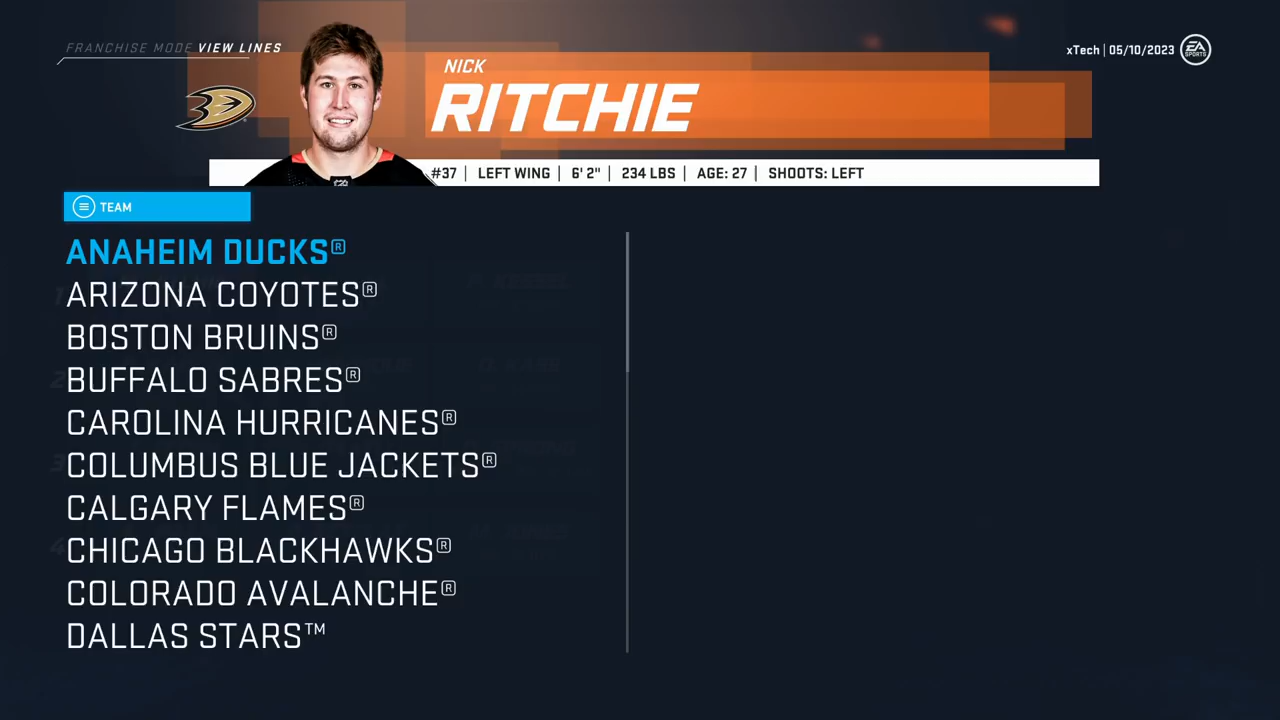 FRANCHISE MODE VIEW LINES
xTech | 05/10/2023
EA SPORTS
NICK
RITCHIE
#37 | LEFT WING | 6' 2" | 234 LBS | AGE: 27 | SHOOTS: LEFT
TEAM
ANAHEIM DUCKS®
ARIZONA COYOTES®
BOSTON BRUINS®
BUFFALO SABRES®
CAROLINA HURRICANES®
COLUMBUS BLUE JACKETS®
CALGARY FLAMES®
CHICAGO BLACKHAWKS®
COLORADO AVALANCHE®
DALLAS STARS™